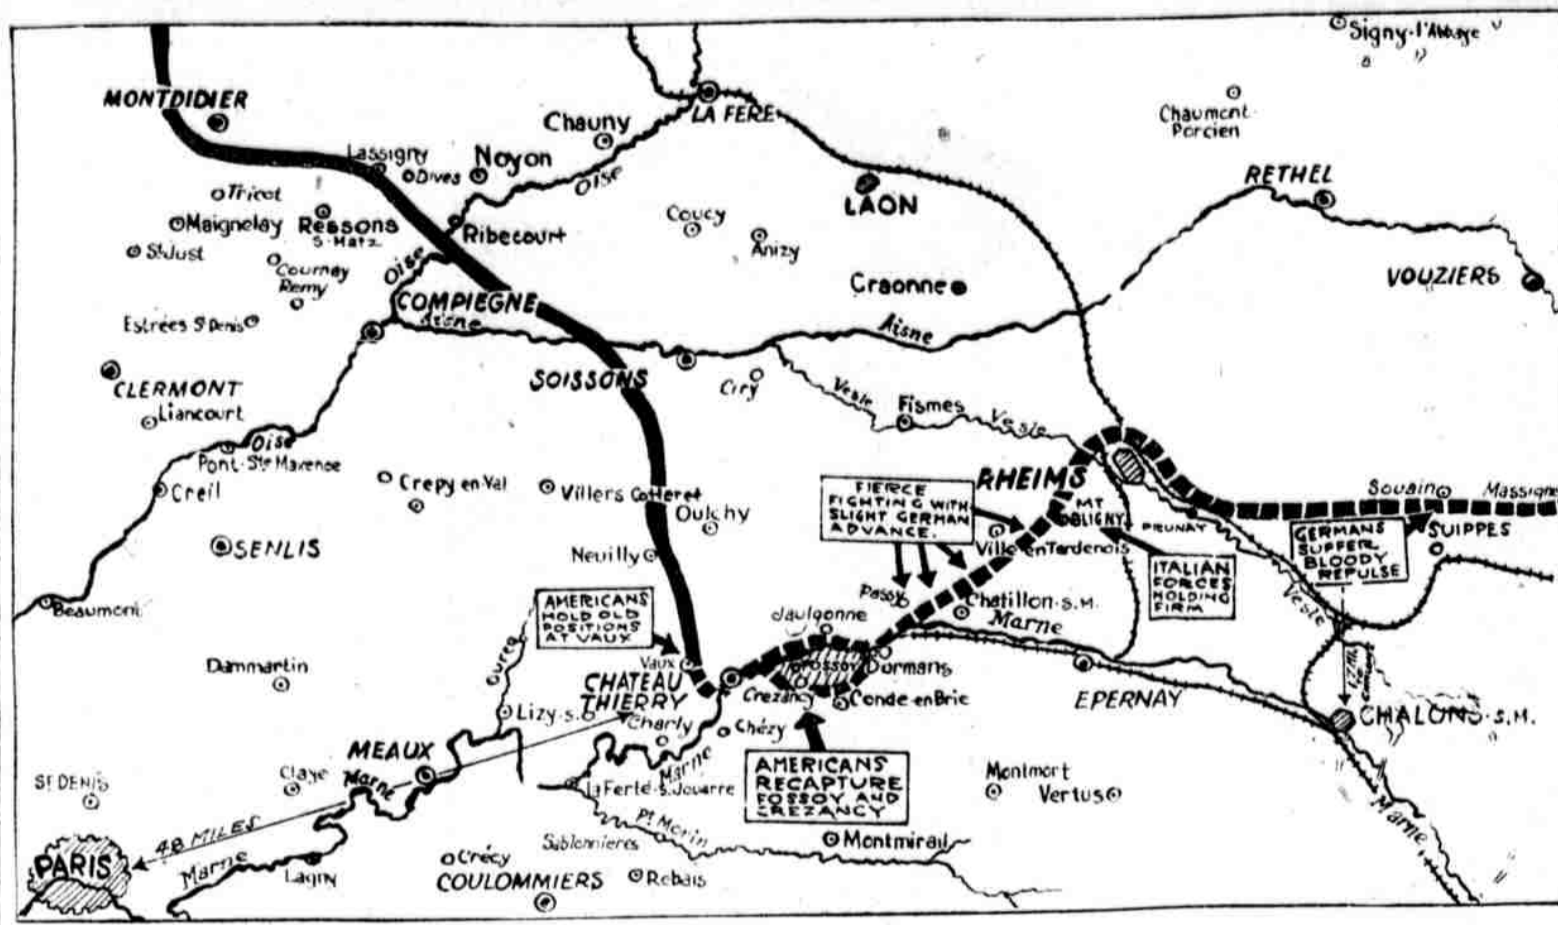 Signy-l'Abbaye
MONTDIDIER
LA FERE
Chauny
Chaumont
Porcien
Lassigny
Dives
Noyon
Oise
RETHEL
Tricot
LAON
Coucy
Maignelay
Ressons
S-Matz
Ribecourt
Anizy
St Just
Cournay
Remy
Oise
VOUZIERS
Craonne
COMPIEGNE
Aisne
Estrées St Denis
Aisne
SOISSONS
Ciry
CLERMONT
Liancourt
Vesle
Fismes
Vesle
Oise
Pont-Ste Maxence
Creil
Crepy-en-Val
Villers Cotteret
Oulchy
RHEIMS
FIERCE
FIGHTING WITH
SLIGHT GERMAN
ADVANCE.
MT
BLIGNY
PRUNAY
Souain
Massiges
GERMANS
SUFFER
BLOODY
REPULSE
SUIPPES
SENLIS
Neuilly
Ville-en-Tardenois
ITALIAN
FORCES
HOLDING
FIRM
Beaumont
AMERICANS
HOLD OLD
POSITIONS
AT VAUX
Passy
Chatillon-S.M.
Jaulgonne
Marne
Vesle
Dammartin
Ourcq
Vaux
CHATEAU
THIERRY
Fossoy
Dormans
Crezancy
Conde-en-Brie
EPERNAY
CHALONS-S.M.
Lizy-s.O
Charly
Chézy
MEAUX
Marne
Claye
Marne
St DENIS
La Ferté-s.Jouarre
AMERICANS
RECAPTURE
FOSSOY AND
CREZANCY
Montmort
Vertus
Marne
48 MILES
Pt Morin
Sablonnieres
Montmirail
PARIS
Marne
Lagny
Crécy
COULOMMIERS
Rebais